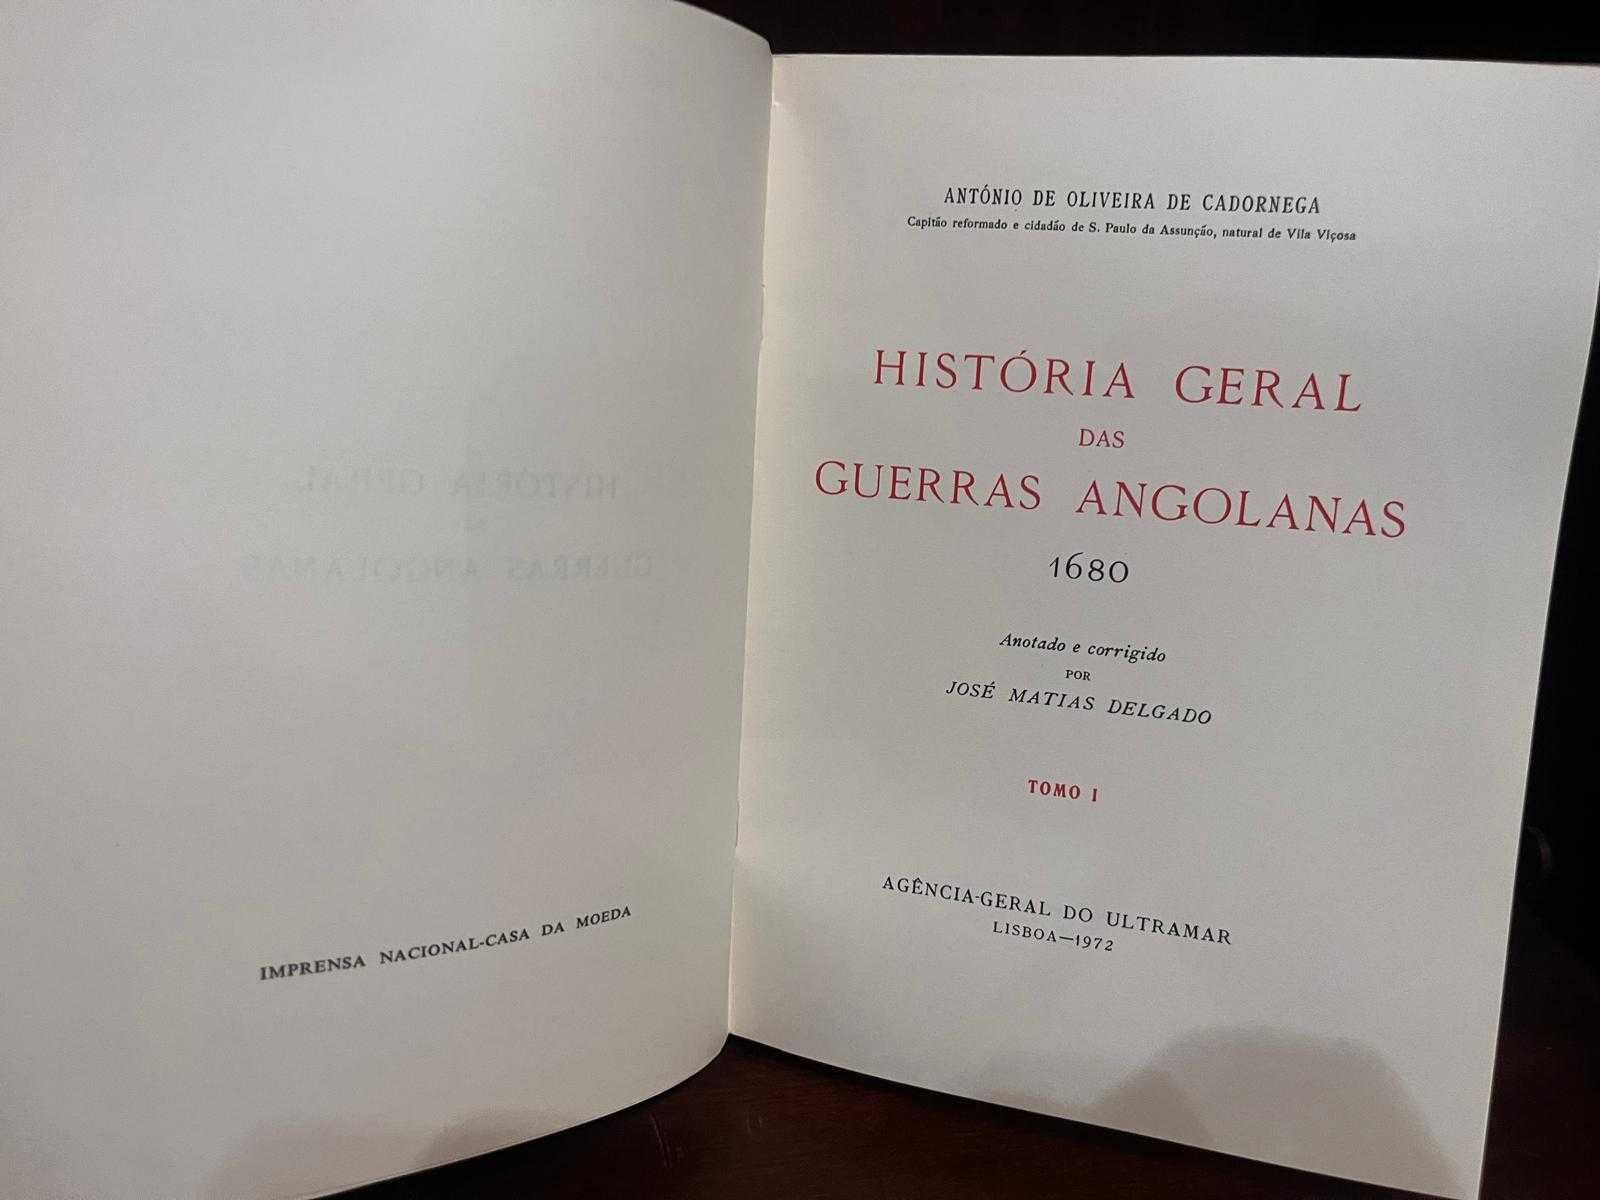 IMPRENSA NACIONAL-CASA DA MOEDA
ANTÓNIO DE OLIVEIRA DE CADORNEGA
Capitão reformado e cidadão de S. Paulo da Assunção, natural de Vila Viçosa
HISTÓRIA GERAL
DAS
GUERRAS ANGOLANAS
1680
Anotado e corrigido
POR
JOSÉ MATIAS DELGADO
TOMO I
AGÊNCIA-GERAL DO ULTRAMAR
LISBOA—1972